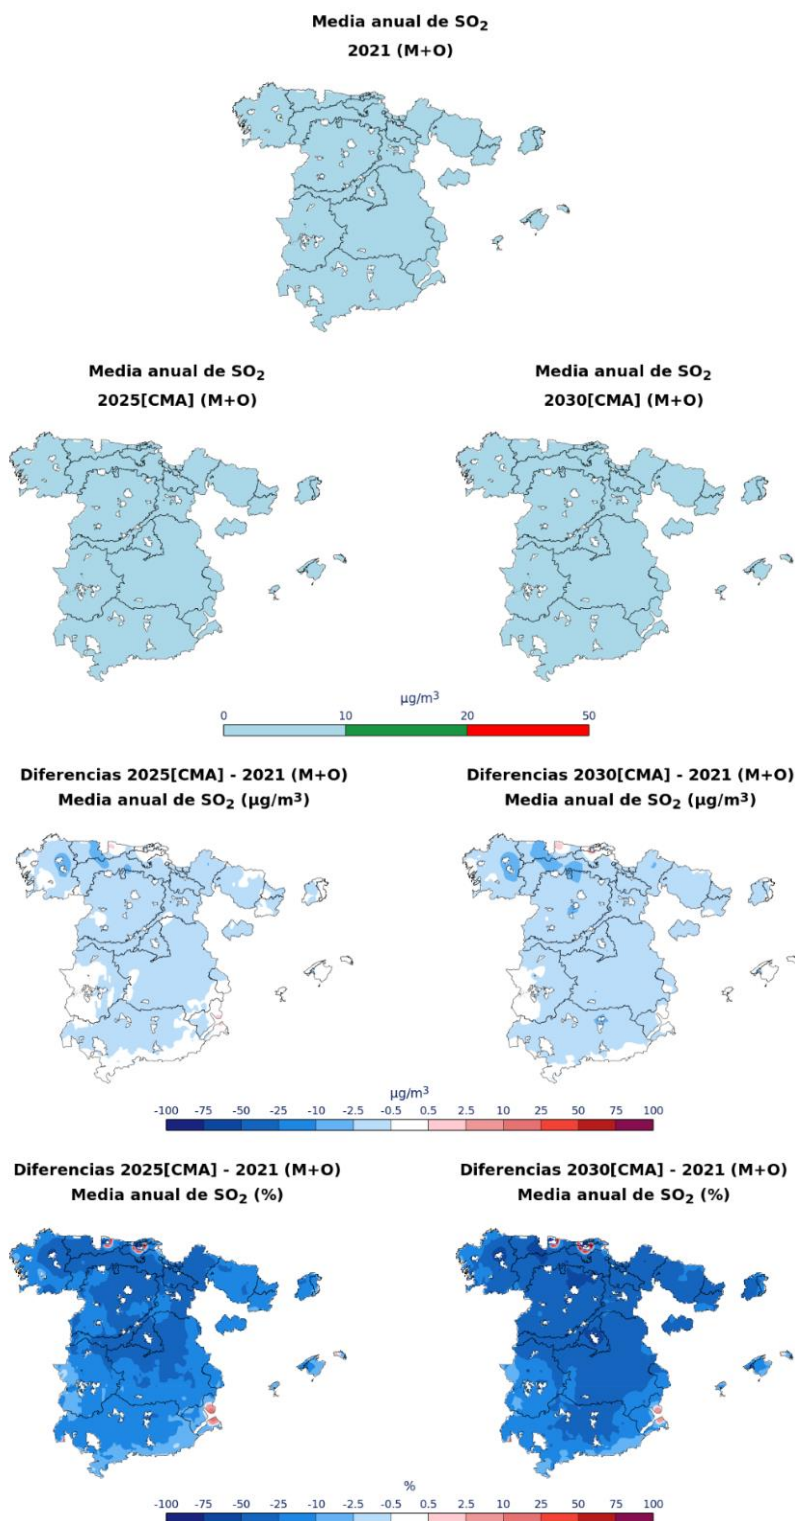 Media anual de SO₂
2021 (M+O)
Media anual de SO₂
2025[CMA] (M+O)
Media anual de SO₂
2030[CMA] (M+O)
µg/m³
0 10 20 50
Diferencias 2025[CMA] - 2021 (M+O)
Media anual de SO₂ (µg/m³)
Diferencias 2030[CMA] - 2021 (M+O)
Media anual de SO₂ (µg/m³)
µg/m³
-100 -75 -50 -25 -10 -2.5 -0.5 0.5 2.5 10 25 50 75 100
Diferencias 2025[CMA] - 2021 (M+O)
Media anual de SO₂ (%)
Diferencias 2030[CMA] - 2021 (M+O)
Media anual de SO₂ (%)
%
-100 -75 -50 -25 -10 -2.5 -0.5 0.5 2.5 10 25 50 75 100